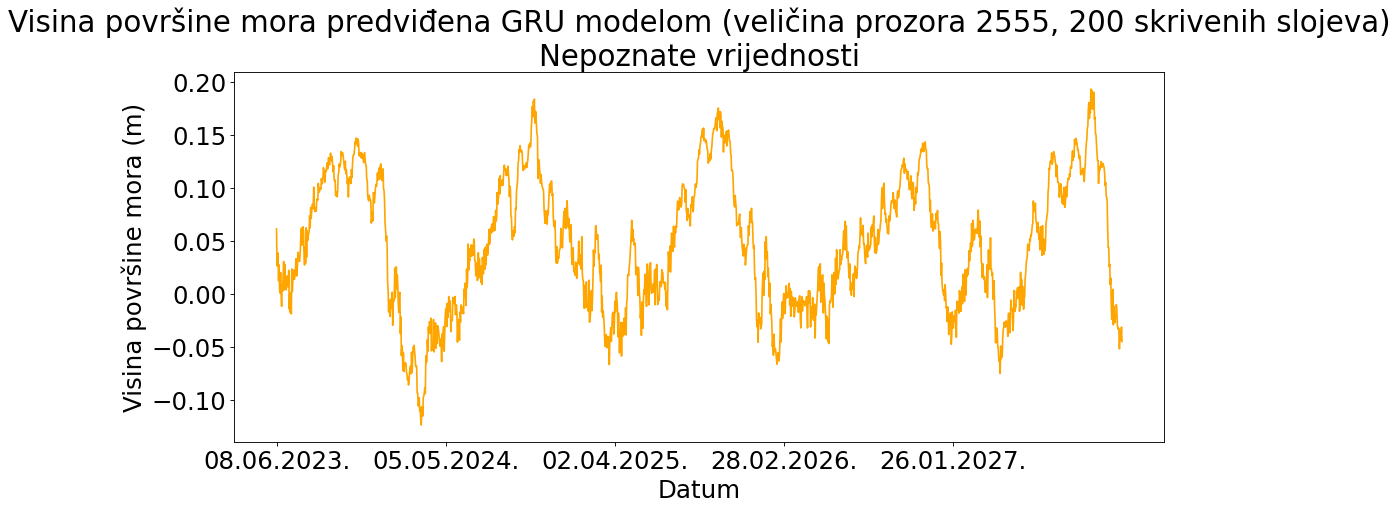 Visina površine mora predviđena GRU modelom (veličina prozora 2555, 200 skrivenih slojeva)
Nepoznate vrijednosti
Visina površine mora (m)
0.20
0.15
0.10
0.05
0.00
−0.05
−0.10
08.06.2023. 05.05.2024. 02.04.2025. 28.02.2026. 26.01.2027.
Datum